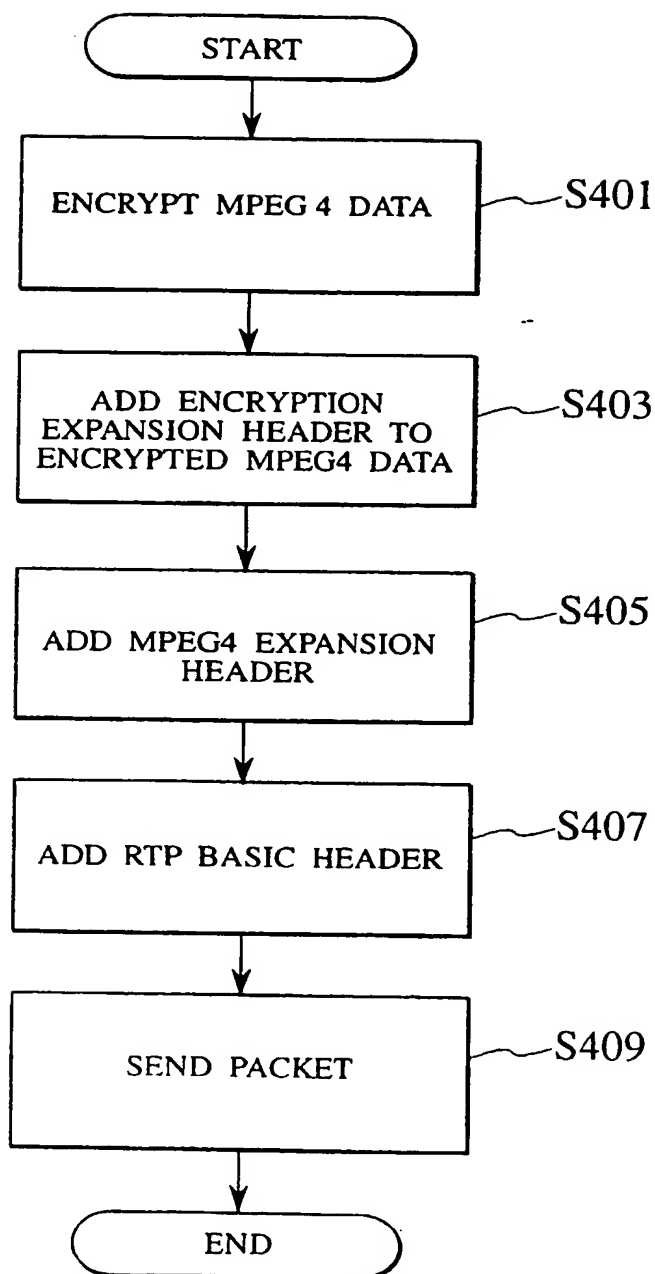 START
ENCRYPT MPEG 4 DATA
S401
ADD ENCRYPTION
EXPANSION HEADER TO
ENCRYPTED MPEG4 DATA
S403
ADD MPEG4 EXPANSION
HEADER
S405
ADD RTP BASIC HEADER
S407
SEND PACKET
S409
END